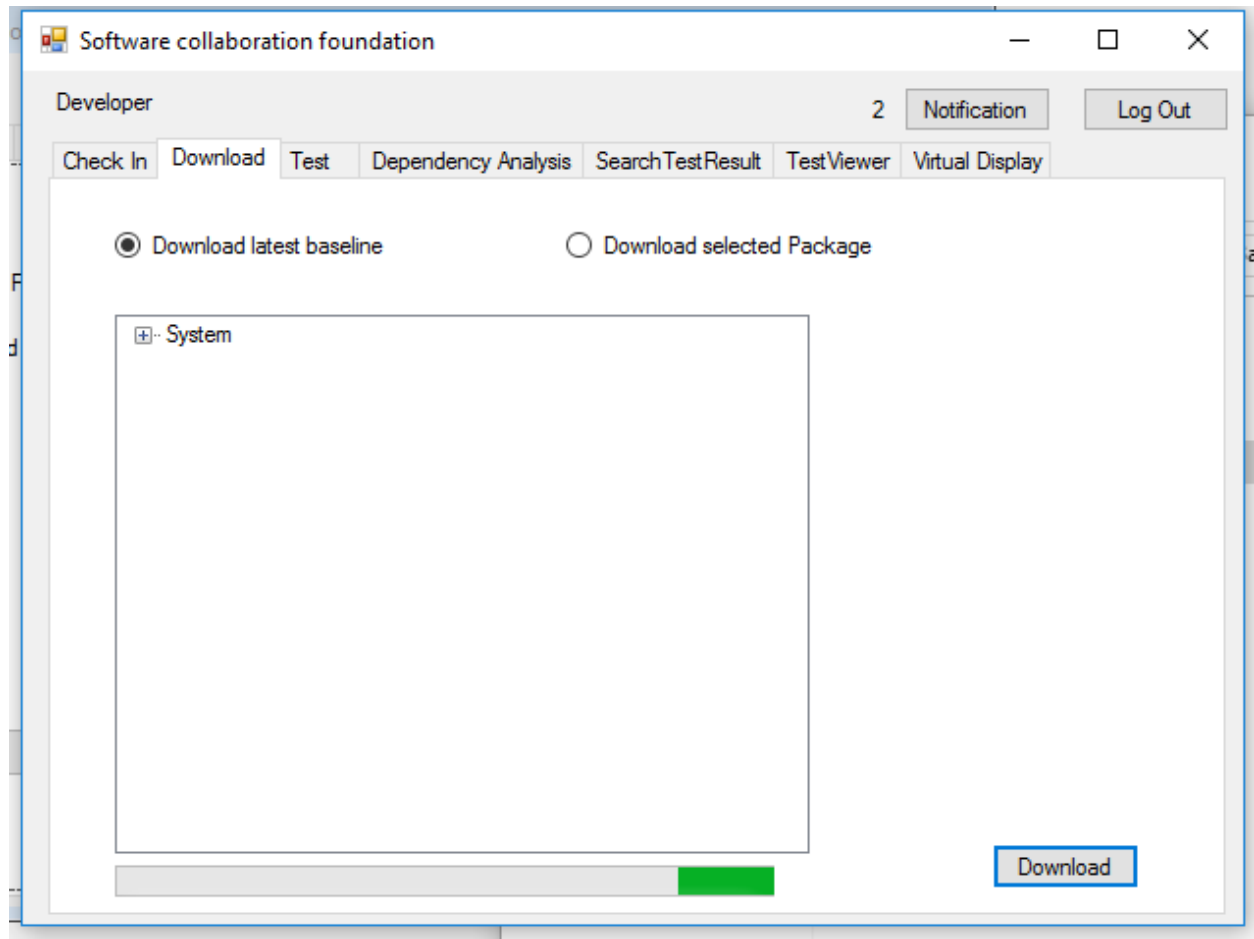 Software collaboration foundation
Developer
2 Notification Log Out
Check In Download Test Dependency Analysis SearchTestResult TestViewer Virtual Display
Download latest baseline Download selected Package
System
Download